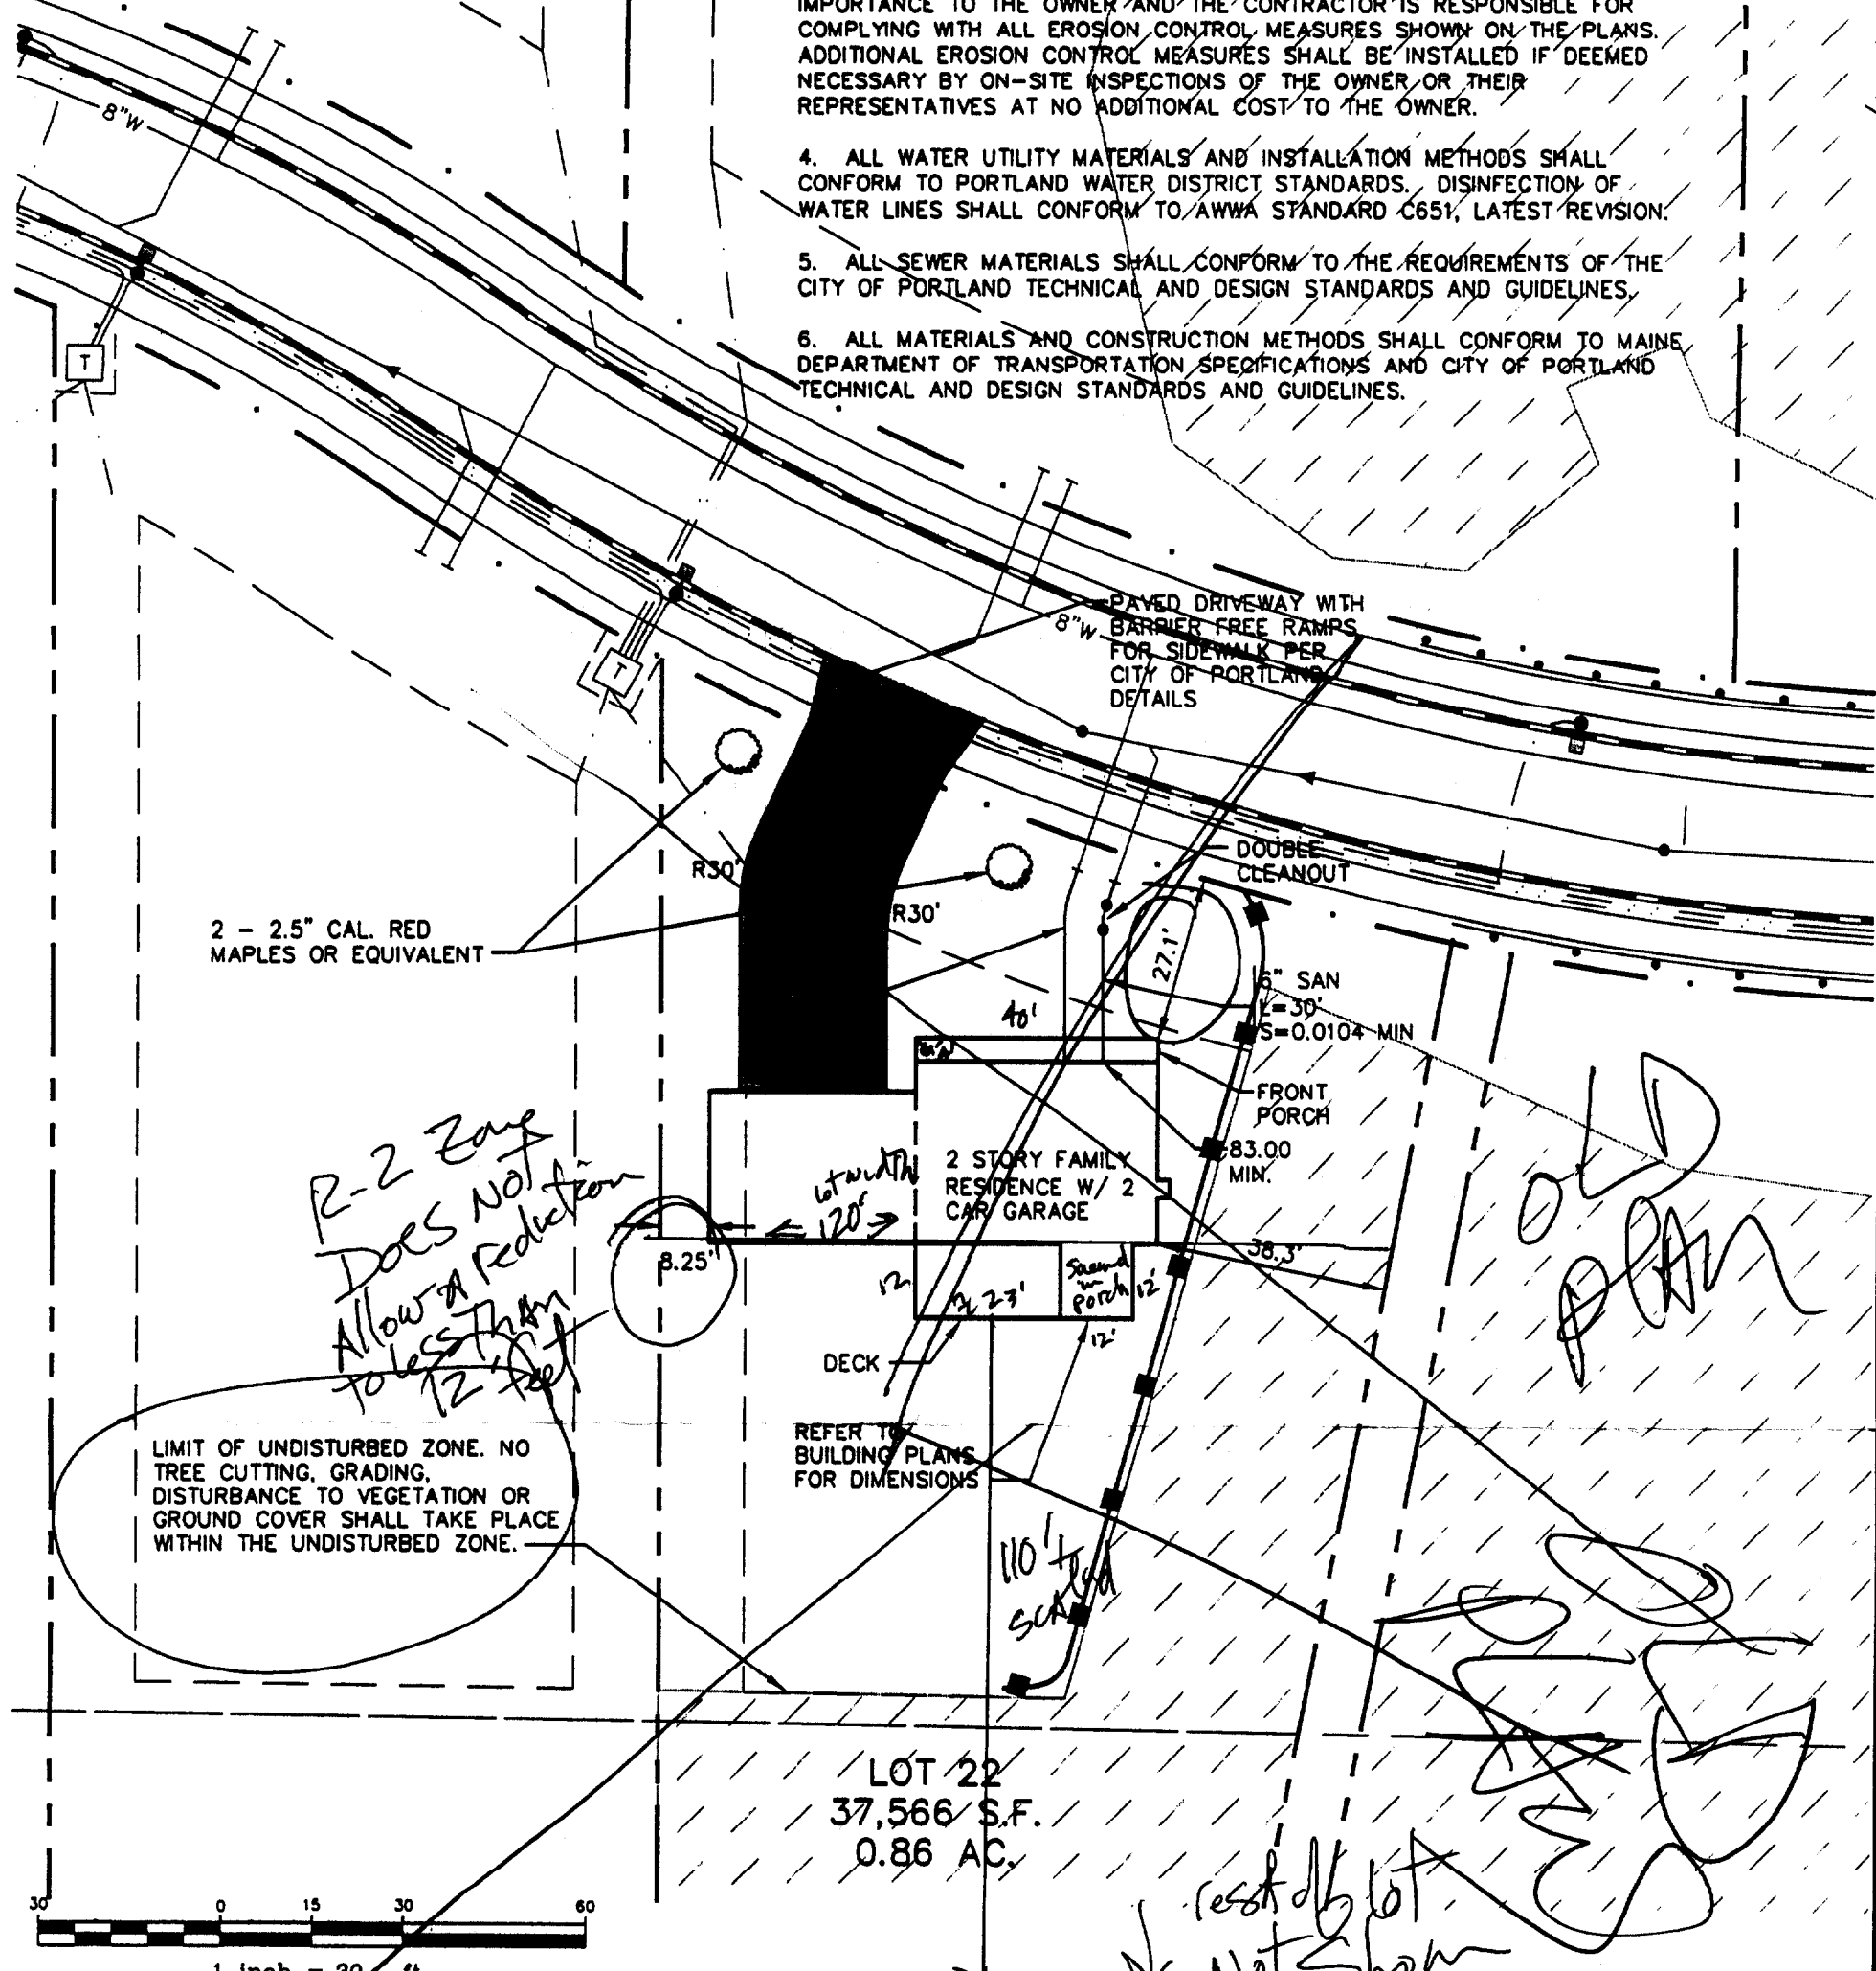 IMPORTANCE TO THE OWNER AND THE CONTRACTOR IS RESPONSIBLE FOR
COMPLYING WITH ALL EROSION CONTROL MEASURES SHOWN ON THE PLANS.
ADDITIONAL EROSION CONTROL MEASURES SHALL BE INSTALLED IF DEEMED
NECESSARY BY ON-SITE INSPECTIONS OF THE OWNER OR THEIR
REPRESENTATIVES AT NO ADDITIONAL COST TO THE OWNER.
4. ALL WATER UTILITY MATERIALS AND INSTALLATION METHODS SHALL
CONFORM TO PORTLAND WATER DISTRICT STANDARDS. DISINFECTION OF
WATER LINES SHALL CONFORM TO AWWA STANDARD C651, LATEST REVISION.
5. ALL SEWER MATERIALS SHALL CONFORM TO THE REQUIREMENTS OF THE
CITY OF PORTLAND TECHNICAL AND DESIGN STANDARDS AND GUIDELINES.
6. ALL MATERIALS AND CONSTRUCTION METHODS SHALL CONFORM TO MAINE
DEPARTMENT OF TRANSPORTATION SPECIFICATIONS AND CITY OF PORTLAND
TECHNICAL AND DESIGN STANDARDS AND GUIDELINES.
8"W
T
T
8"W
PAVED DRIVEWAY WITH
BARRIER FREE RAMPS
FOR SIDEWALK PER
CITY OF PORTLAND
DETAILS
DOUBLE
CLEANOUT
R30'
R30'
2 - 2.5" CAL. RED
MAPLES OR EQUIVALENT
27.1'
6" SAN
L=30'
S=0.0104 MIN
40'
FRONT
PORCH
83.00
MIN.
2 STORY FAMILY
RESIDENCE W/ 2
CAR GARAGE
lot width
120'
R-2 Zone
Does Not
Allow A reduction
to less than
12' feet
8.25'
38.3'
12
23'
porch
12'
12'
DECK
OLD
PLAN
REFER TO
BUILDING PLANS
FOR DIMENSIONS
LIMIT OF UNDISTURBED ZONE. NO
TREE CUTTING, GRADING,
DISTURBANCE TO VEGETATION OR
GROUND COVER SHALL TAKE PLACE
WITHIN THE UNDISTURBED ZONE.
110'
LOT 22
37,566 S.F.
0.86 AC.
rest of lot
Not Shown
30 0 15 30 60